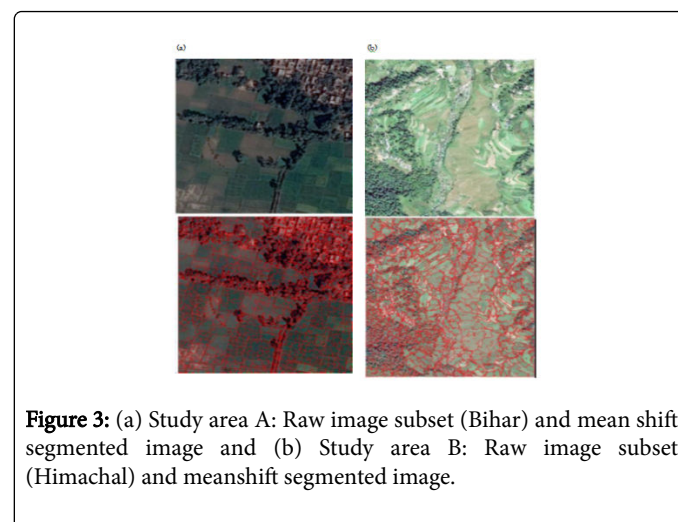 (a)
(b)
Figure 3: (a) Study area A: Raw image subset (Bihar) and mean shift
segmented image and (b) Study area B: Raw image subset
(Himachal) and meanshift segmented image.